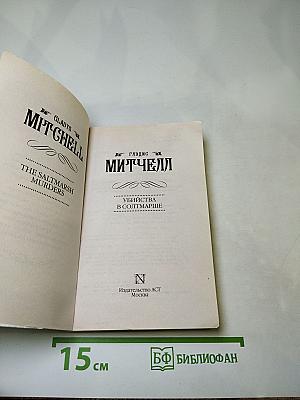 GLADYS
MITCHELL
THE SALTMARSH
MURDERS
ГЛАДИС
МИТЧЕЛЛ
УБИЙСТВА
В СОЛТМАРШЕ
N
Издательство АСТ
Москва
15 см
БФ БИБЛИОФАН